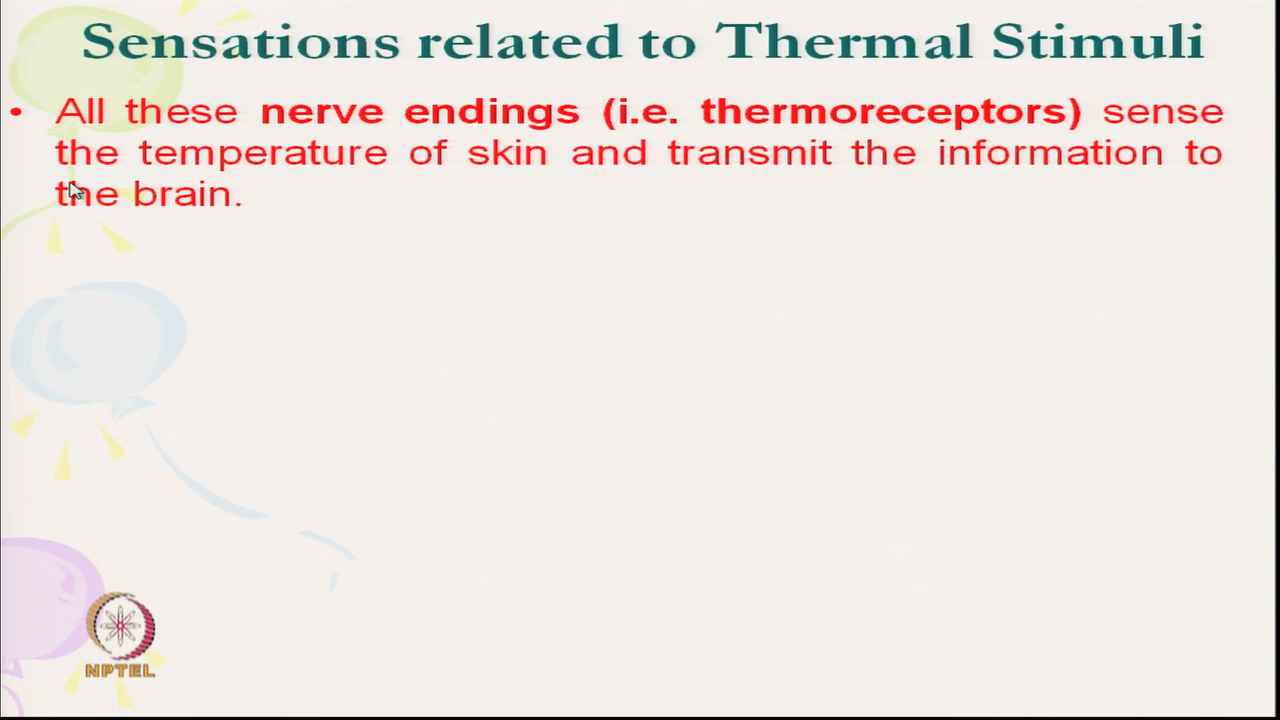 Sensations related to Thermal Stimuli
• All these nerve endings (i.e. thermoreceptors) sense
the temperature of skin and transmit the information to
the brain.
NPTEL